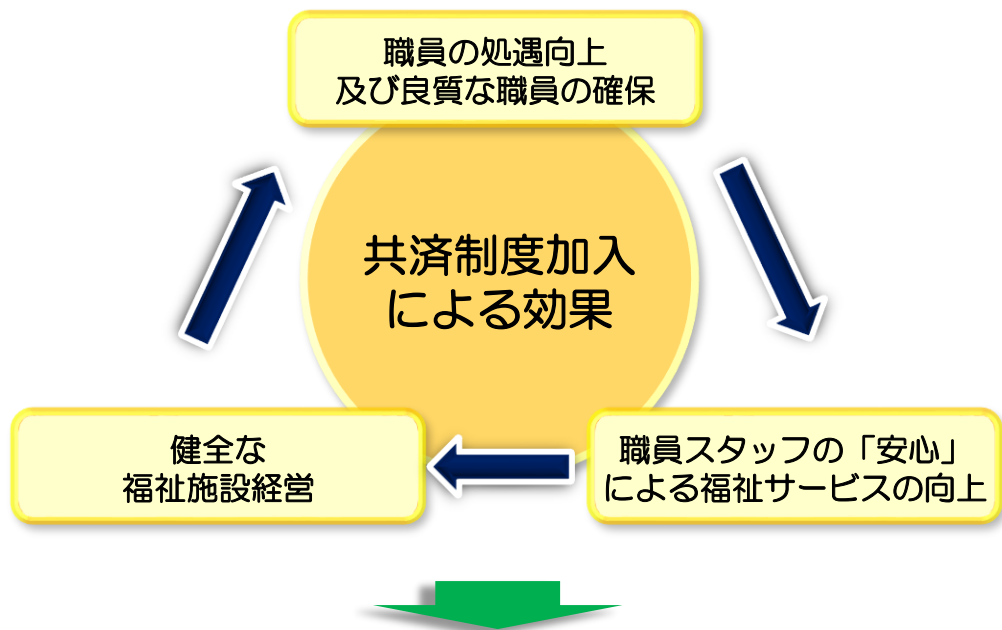 職員の処遇向上
及び良質な職員の確保
共済制度加入
による効果
健全な
福祉施設経営
職員スタッフの「安心」
による福祉サービスの向上